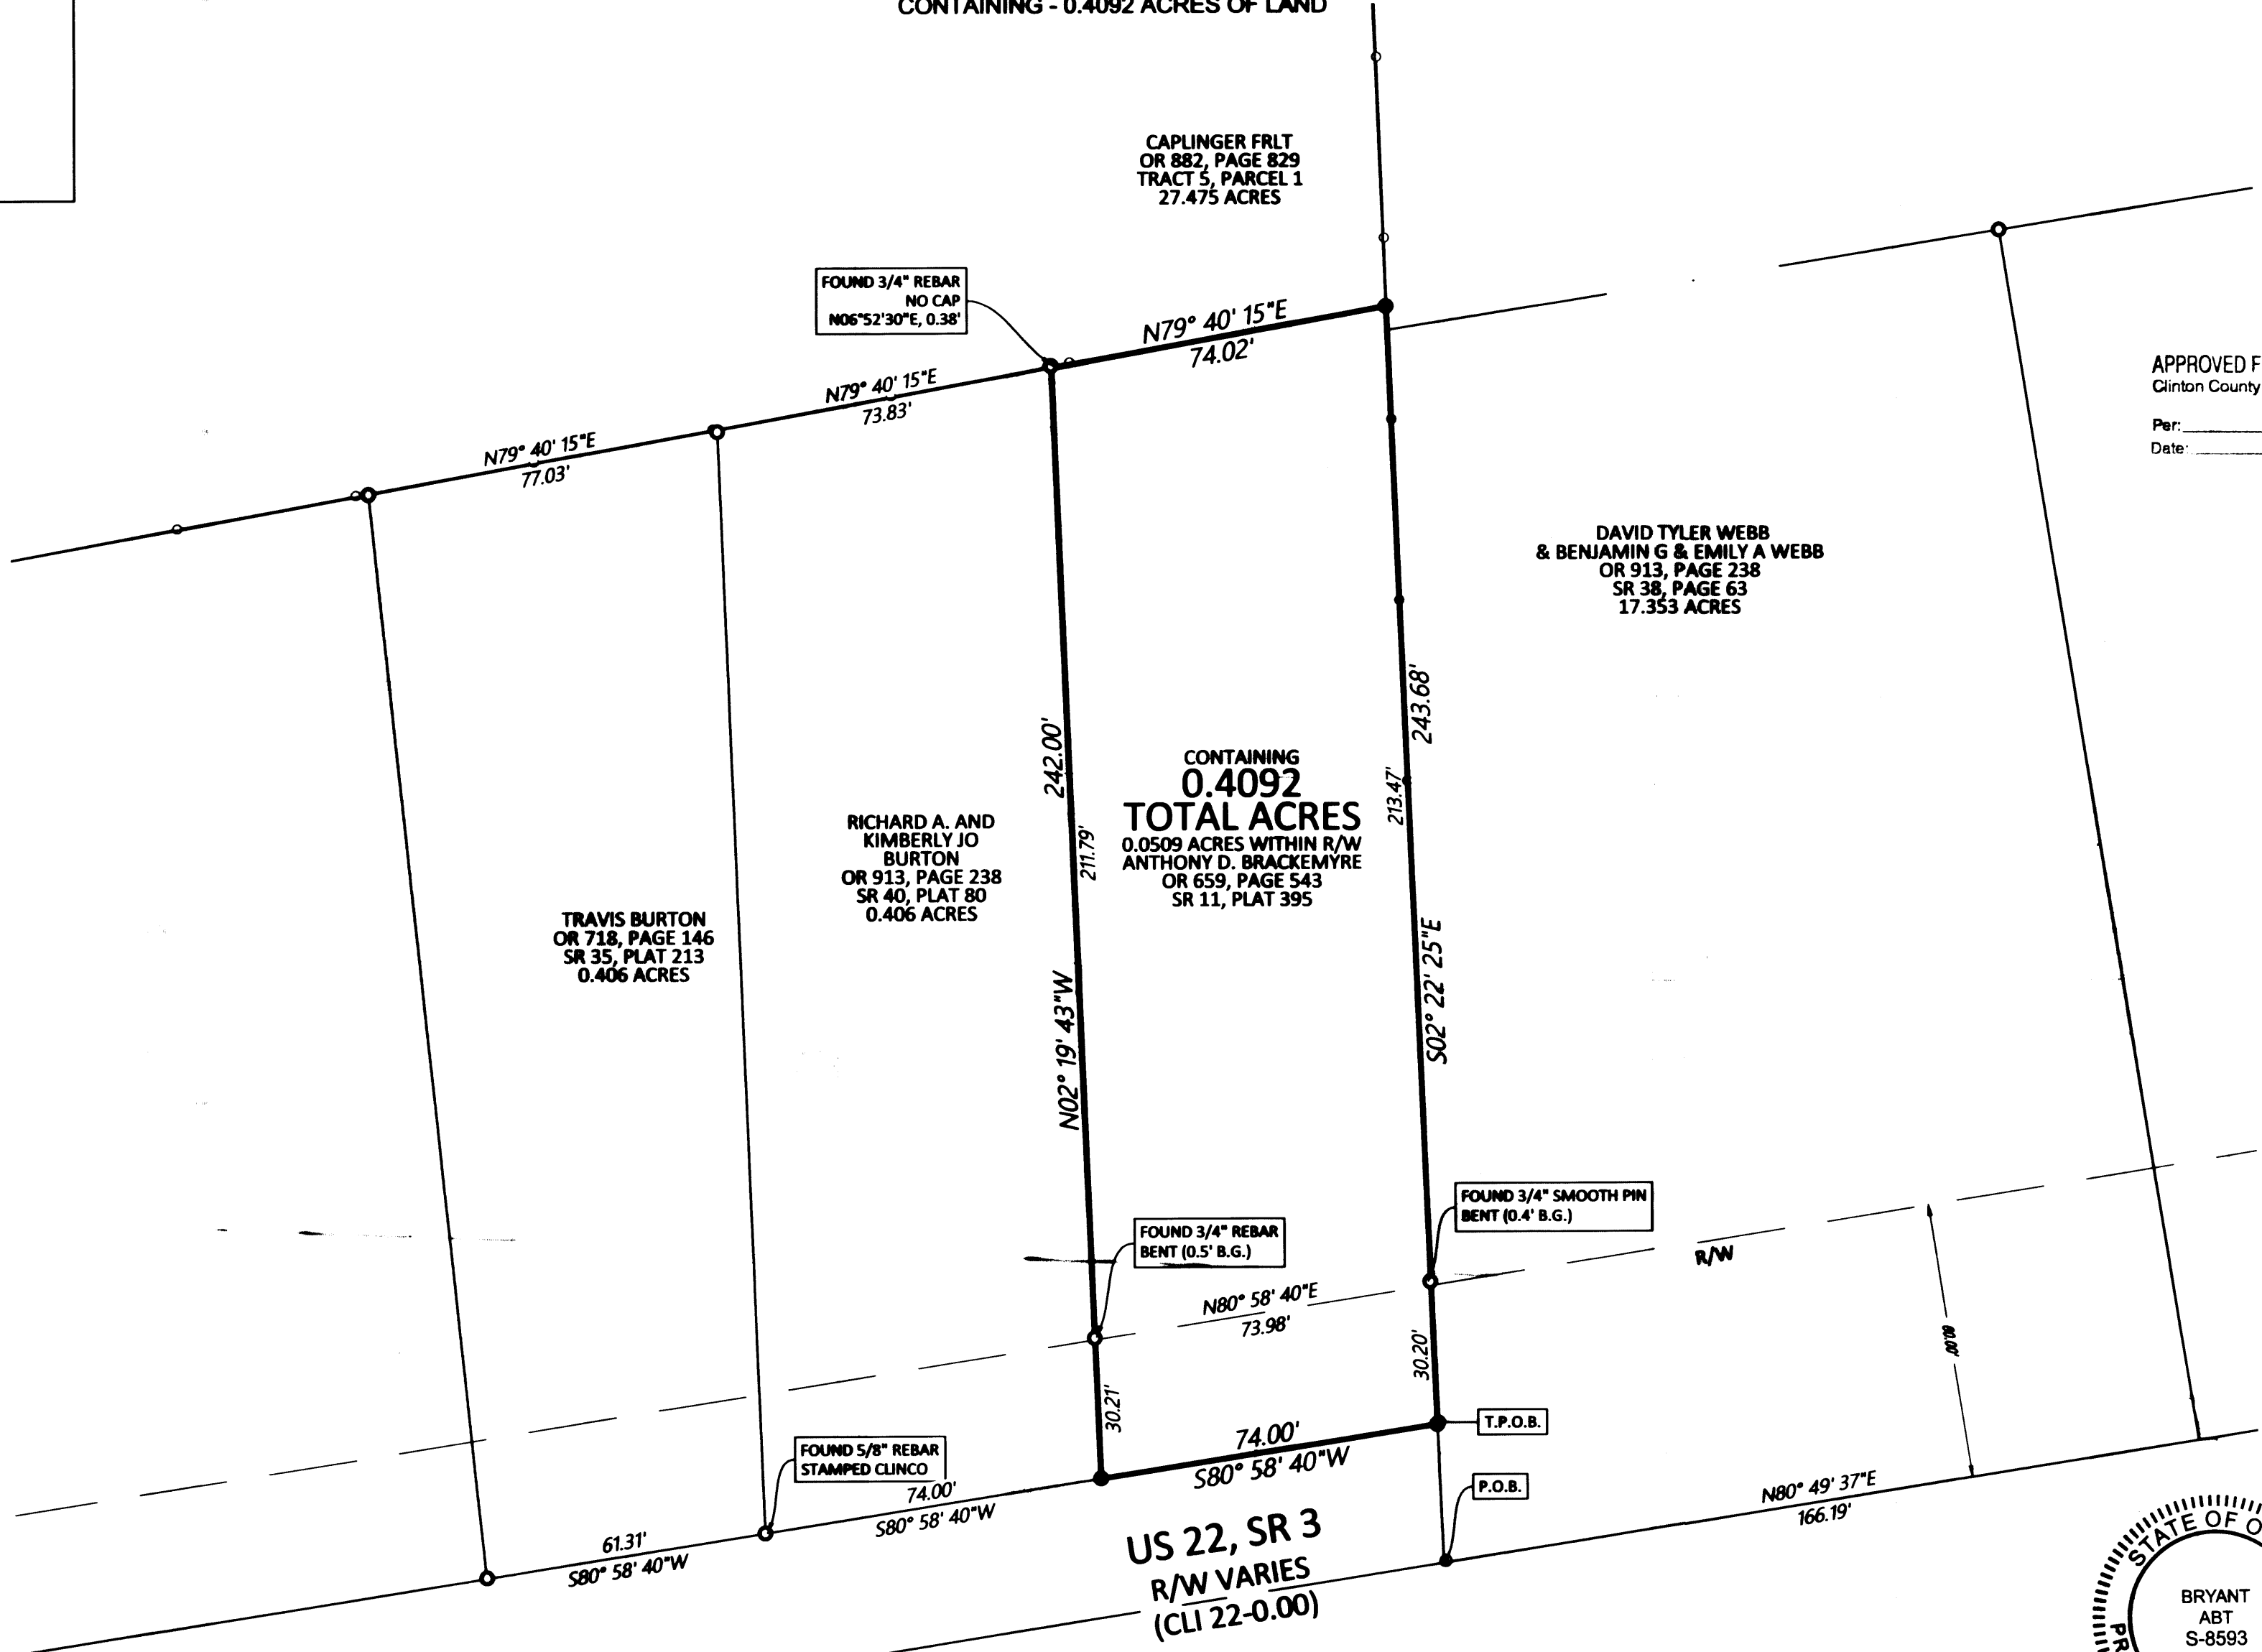 CONTAINING - 0.4092 ACRES OF LAND
CAPLINGER FRLT
OR 882, PAGE 829
TRACT 5, PARCEL 1
27.475 ACRES
FOUND 3/4" REBAR
NO CAP
N06°52'30"E, 0.38'
N79° 40' 15"E
74.02'
N79° 40' 15"E
73.83'
N79° 40' 15"E
77.03'
APPROVED F
Clinton County
Per:
Date:
DAVID TYLER WEBB
& BENJAMIN G & EMILY A WEBB
OR 913, PAGE 238
SR 38, PAGE 63
17.353 ACRES
242.00'
211.79'
N02° 19' 43"W
30.21'
CONTAINING
0.4092
TOTAL ACRES
0.0509 ACRES WITHIN R/W
ANTHONY D. BRACKEMYRE
OR 659, PAGE 543
SR 11, PLAT 395
243.68'
213.47'
S02° 22' 25"E
30.20'
RICHARD A. AND
KIMBERLY JO
BURTON
OR 913, PAGE 238
SR 40, PLAT 80
0.406 ACRES
TRAVIS BURTON
OR 718, PAGE 146
SR 35, PLAT 213
0.406 ACRES
FOUND 3/4" SMOOTH PIN
BENT (0.4' B.G.)
FOUND 3/4" REBAR
BENT (0.5' B.G.)
R/W
N80° 58' 40"E
73.98'
60.00'
T.P.O.B.
74.00'
S80° 58' 40"W
FOUND 5/8" REBAR
STAMPED CLINCO
74.00'
S80° 58' 40"W
P.O.B.
N80° 49' 37"E
166.19'
61.31'
S80° 58' 40"W
US 22, SR 3
R/W VARIES
(CLI 22-0.00)
STATE OF O
BRYANT
ABT
S-8593
PR